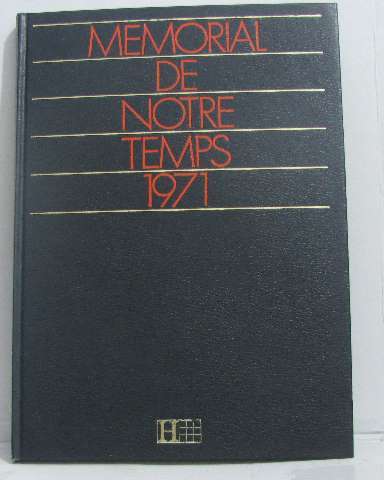 MEMORIAL
DE
NOTRE
TEMPS
1971
H